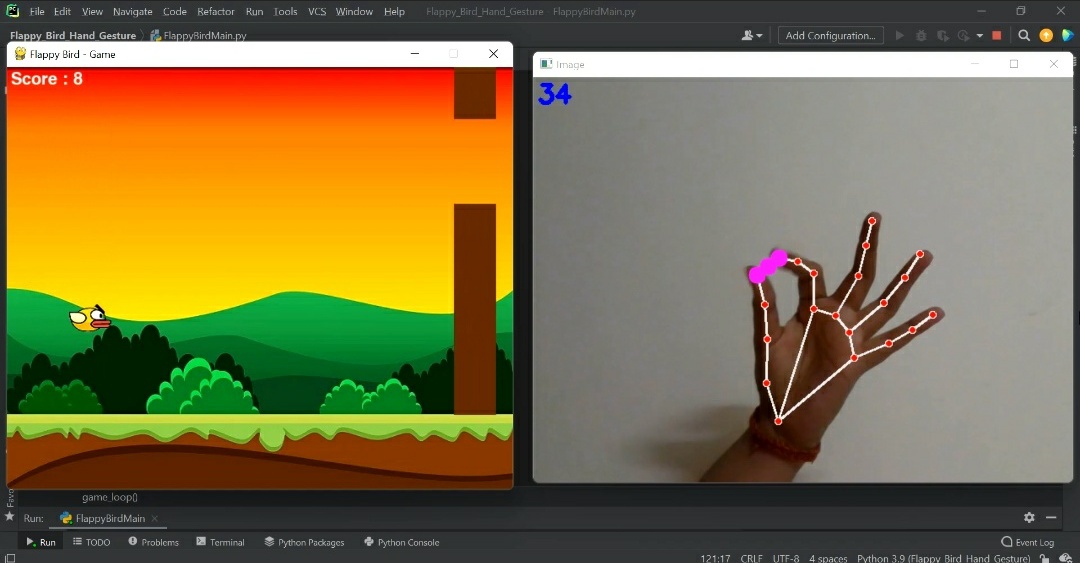 File Edit View Navigate Code Refactor Run Tools VCS Window Help Flappy_Bird_Hand_Gesture FlappyBirdMain.py
Flappy_Bird_Hand_Gesture FlappyBirdMain.py Add Configuration...
Flappy Bird - Game
Score : 8
Image
34
game_loop()
Favo
Run: FlappyBirdMain
Run TODO Problems Terminal Python Packages Python Console Event Log
121:17 CRLF UTF-8 4 spaces Python 3.9 (Flappy_Bird_Hand_Gesture)